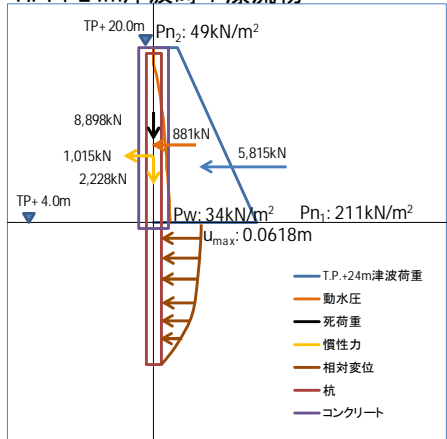 TP+ 20.0m
Pn₂: 49kN/m²
8,898kN
881kN
5,815kN
1,015kN
2,228kN
TP+ 4.0m
Pw: 34kN/m²
Pn₁: 211kN/m²
uₘₐₓ: 0.0618m
T.P.+24m津波荷重
動水圧
死荷重
慣性力
相対変位
杭
コンクリート